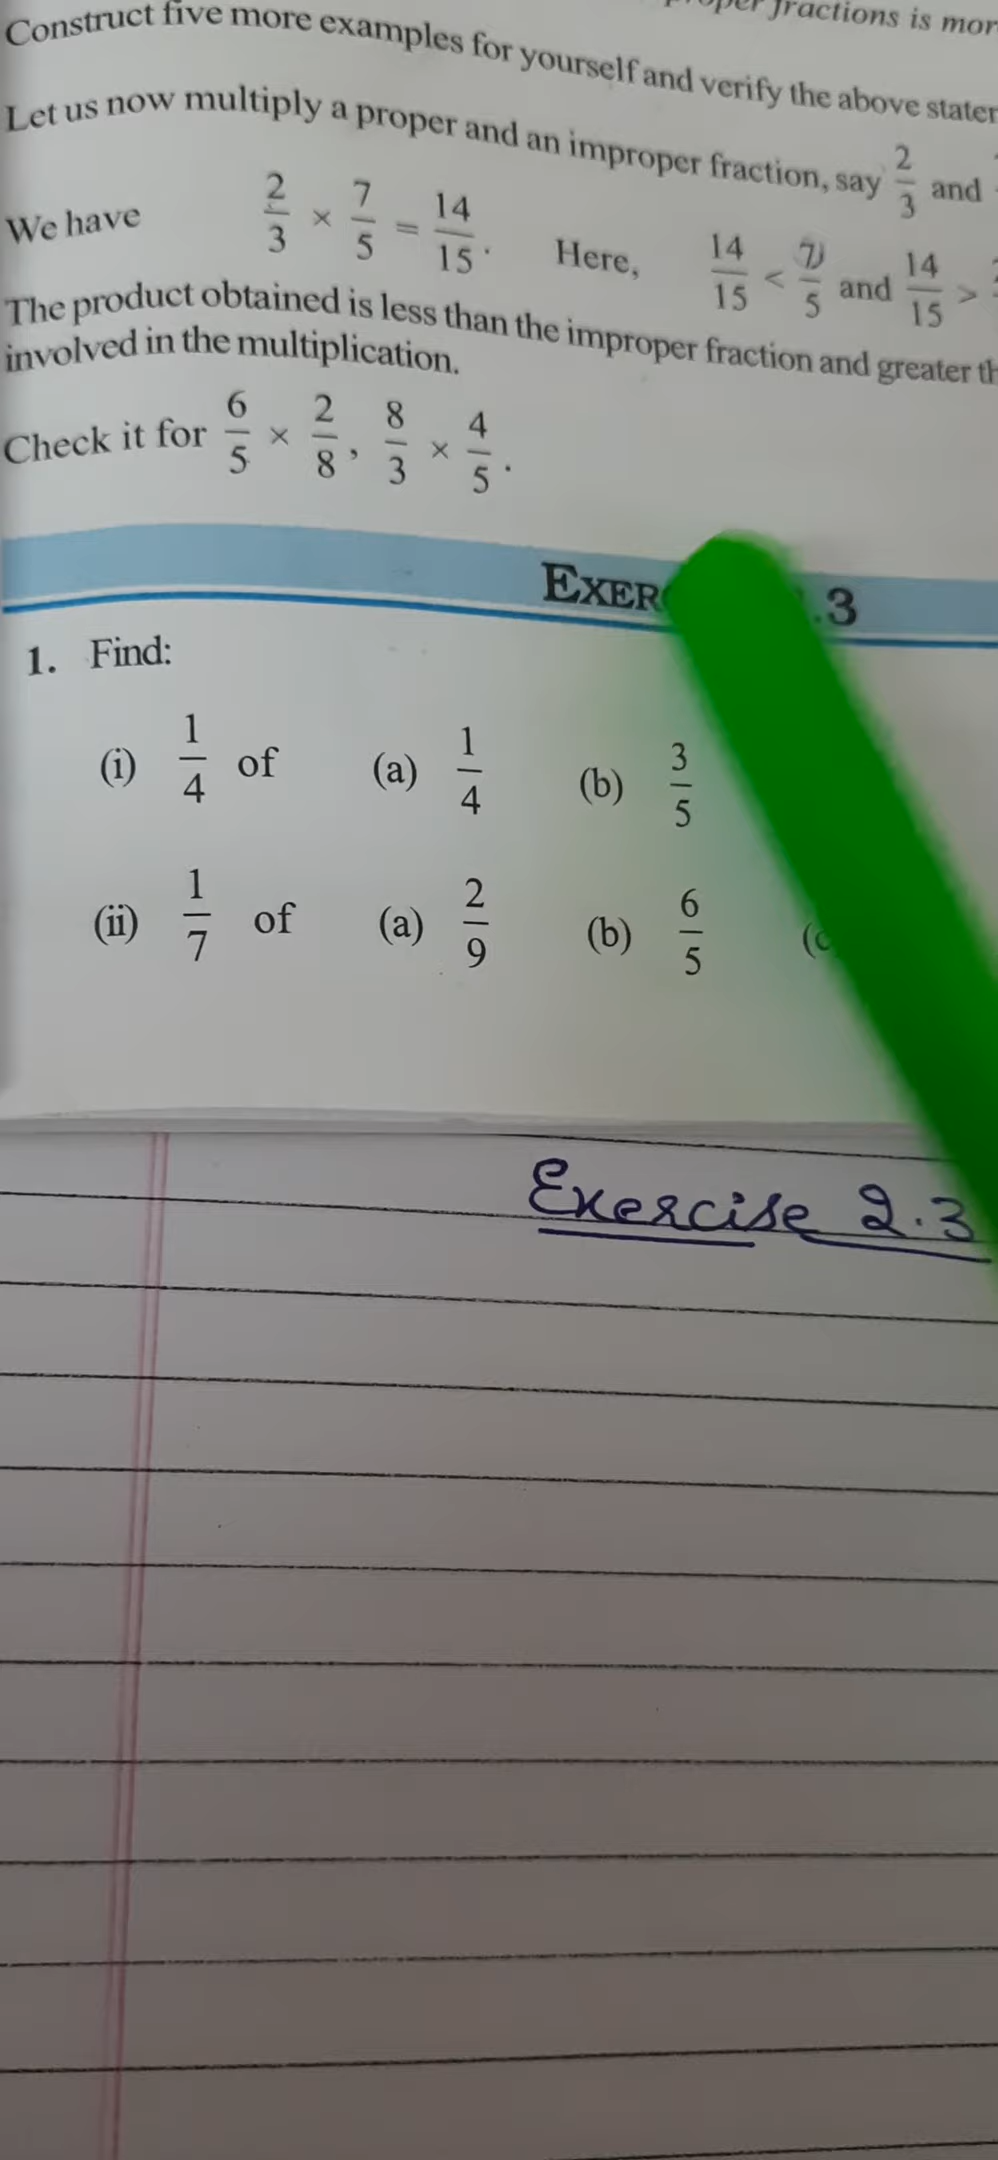 fractions is mor
Construct five more examples for yourself and verify the above
Let us now multiply a proper and an improper fraction, say 2/3 and
We have 2/3 × 7/5 = 14/15. Here, 14/15 < 7/5 and 14/15 >
The product obtained is less than the improper fraction and greater
involved in the multiplication.
Check it for 6/5 × 2/8, 8/3 × 4/5.
EXER .3
1. Find:
(i) 1/4 of (a) 1/4 (b) 3/5
(ii) 1/7 of (a) 2/9 (b) 6/5 (c
Exercise 2.3